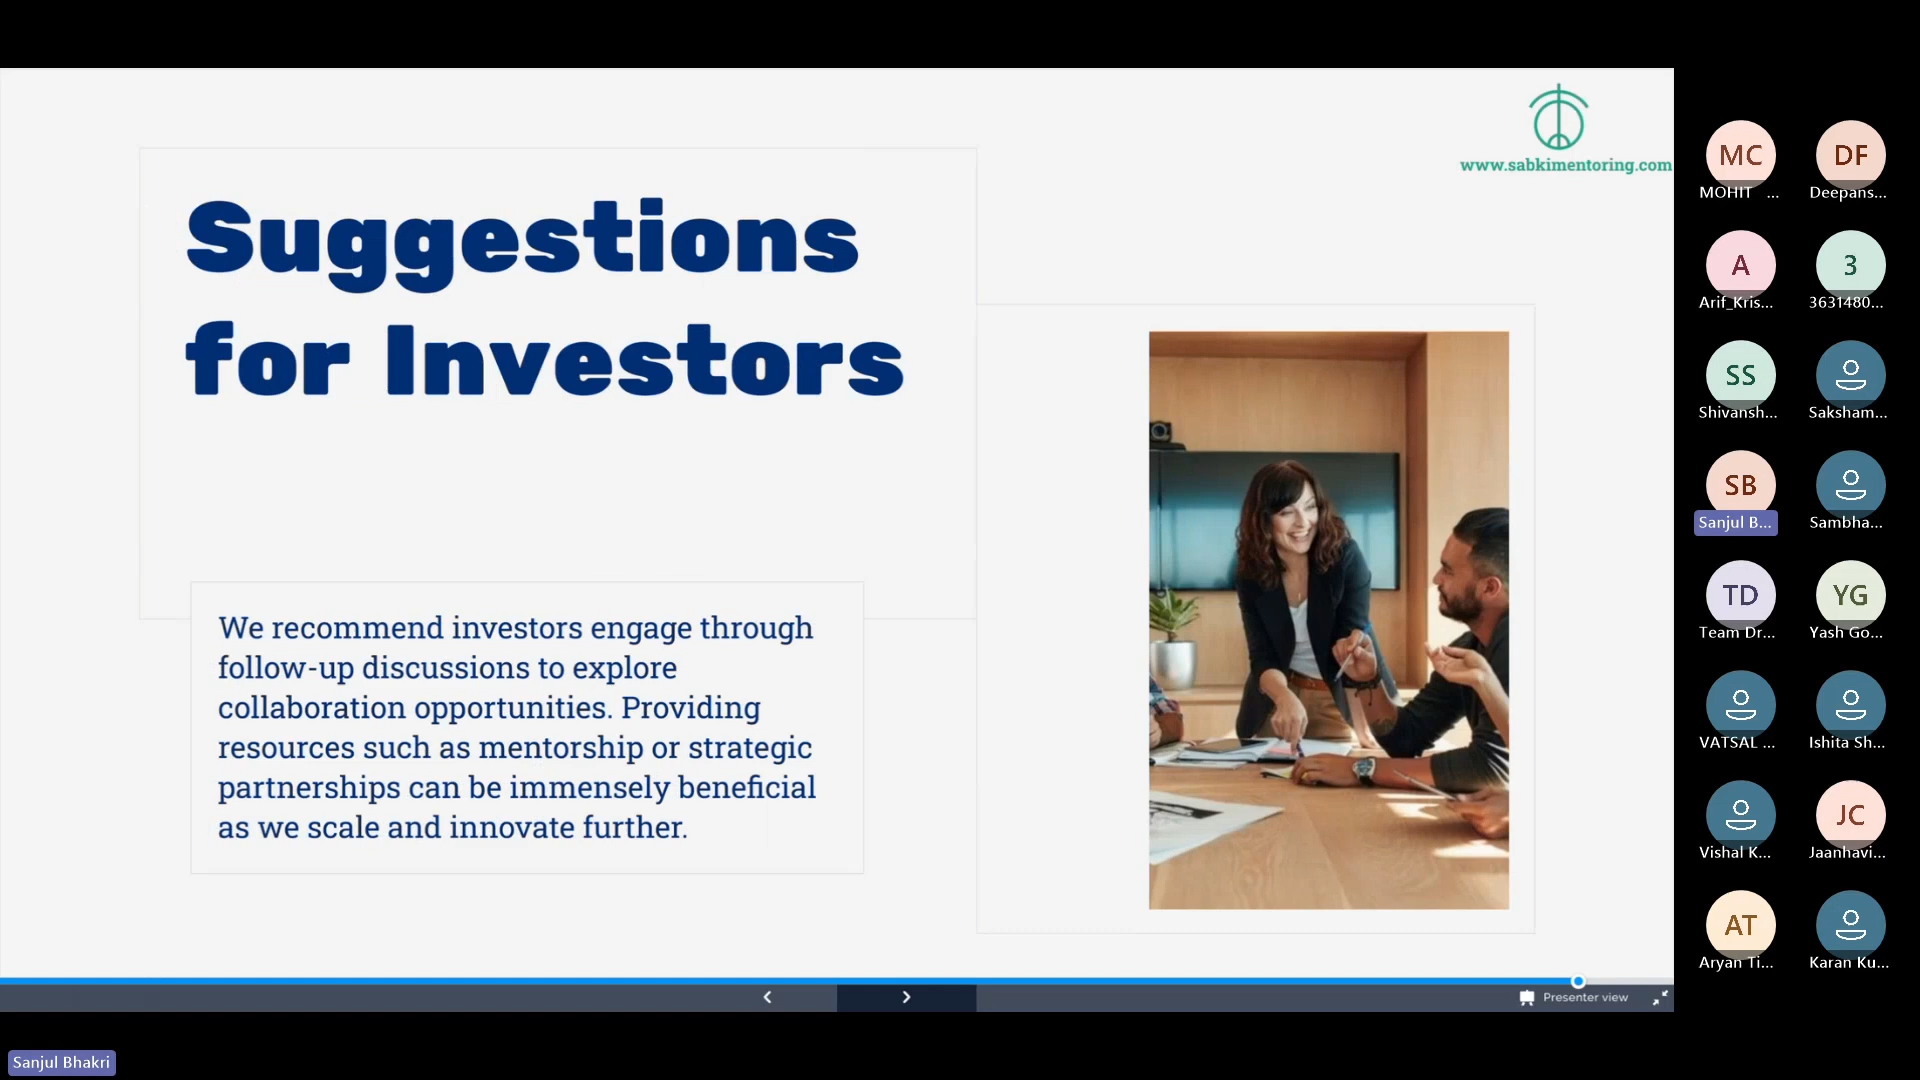 www.sabkimentoring.com
Suggestions
for Investors
We recommend investors engage through
follow-up discussions to explore
collaboration opportunities. Providing
resources such as mentorship or strategic
partnerships can be immensely beneficial
as we scale and innovate further.
Presenter view
Sanjul Bhakri
MC
MOHIT ...
DF
Deepans...
A
Arif_Kris...
3
3631480...
SS
Shivansh...
Saksham...
SB
Sanjul B...
Sambha...
TD
Team Dr...
YG
Yash Go...
VATSAL ...
Ishita Sh...
Vishal K...
JC
Jaanhavi...
AT
Aryan Ti...
Karan Ku...